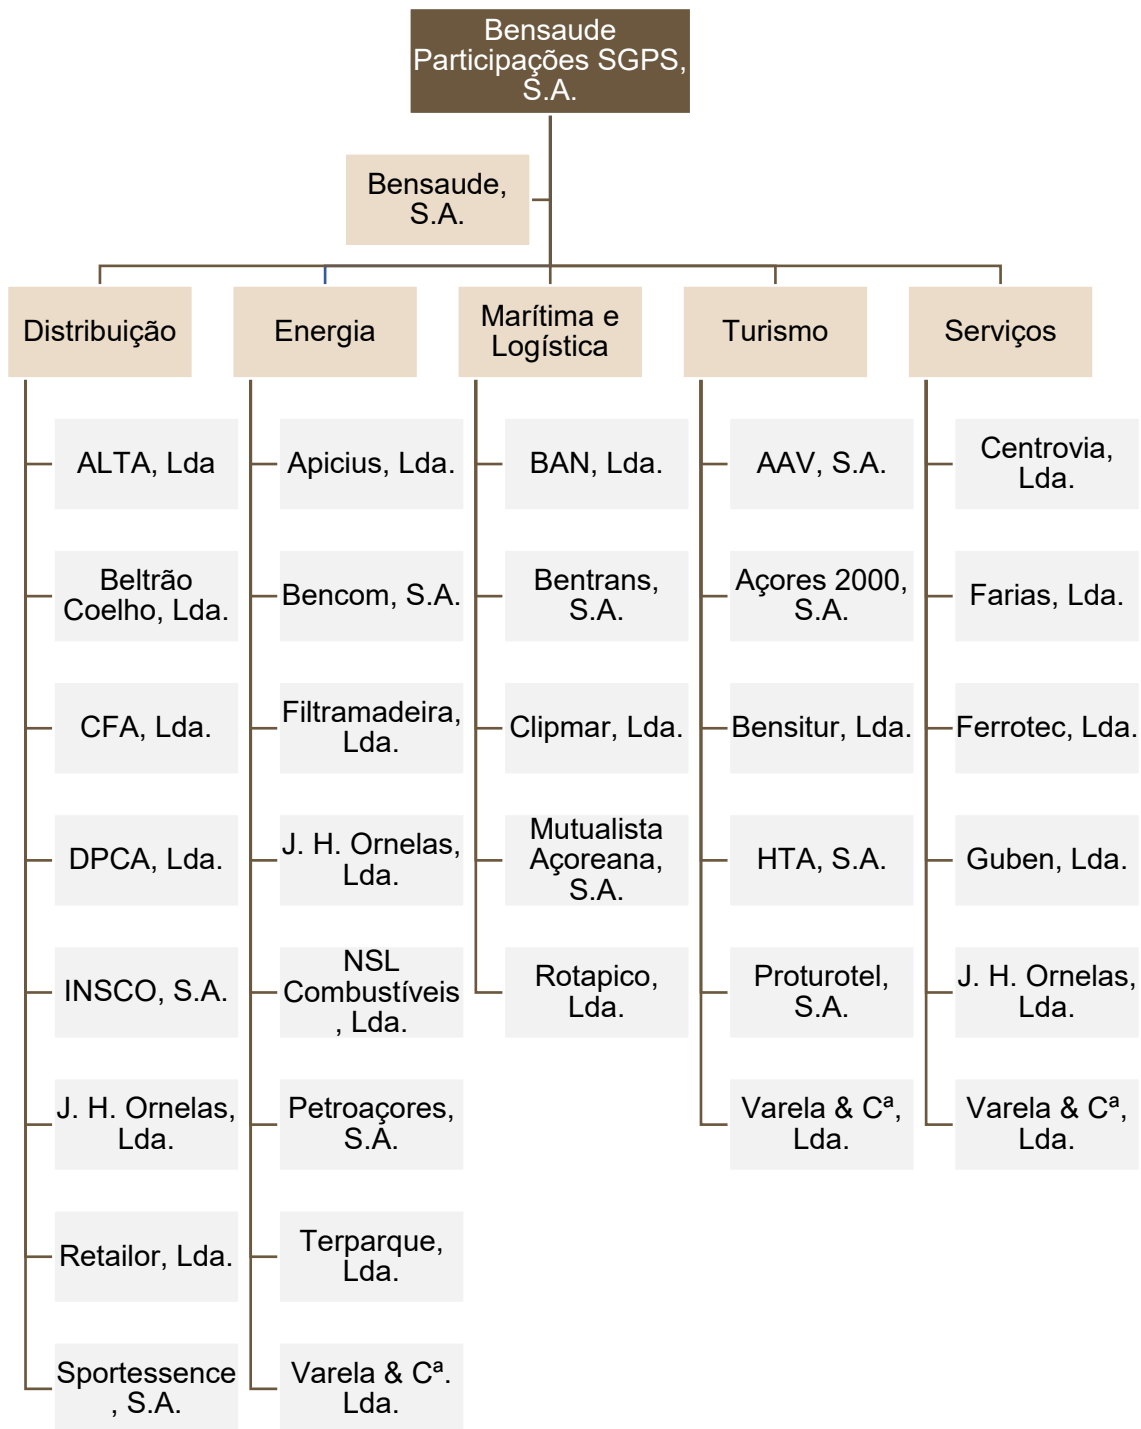 Bensaude
Participações SGPS,
S.A.
Bensaude,
S.A.
Distribuição
Energia
Marítima e
Logística
Turismo
Serviços
ALTA, Lda
Beltrão
Coelho, Lda.
CFA, Lda.
DPCA, Lda.
INSCO, S.A.
J. H. Ornelas,
Lda.
Retailor, Lda.
Sportessence
, S.A.
Apicius, Lda.
Bencom, S.A.
Filtramadeira,
Lda.
J. H. Ornelas,
Lda.
NSL
Combustíveis
, Lda.
Petroaçores,
S.A.
Terparque,
Lda.
Varela & Cª.
Lda.
BAN, Lda.
Bentrans,
S.A.
Clipmar, Lda.
Mutualista
Açoreana,
S.A.
Rotapico,
Lda.
AAV, S.A.
Açores 2000,
S.A.
Bensitur, Lda.
HTA, S.A.
Proturotel,
S.A.
Varela & Cª,
Lda.
Centrovia,
Lda.
Farias, Lda.
Ferrotec, Lda.
Guben, Lda.
J. H. Ornelas,
Lda.
Varela & Cª,
Lda.